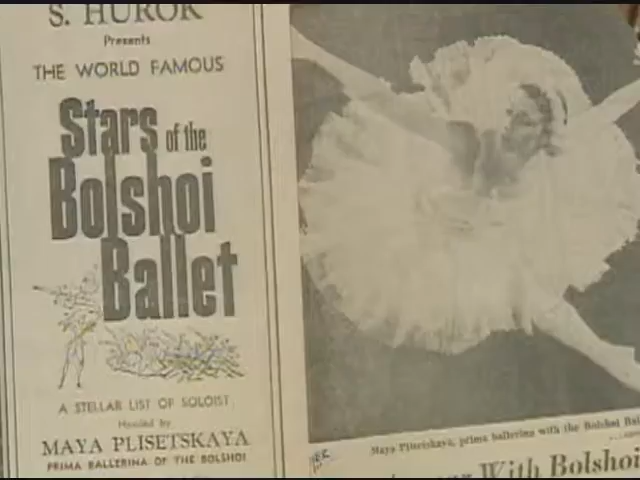 S. HUROK
Presents
THE WORLD FAMOUS
Stars of the
Bolshoi
Ballet
A STELLAR LIST OF SOLOIST
Headed by
MAYA PLISETSKAYA
PRIMA BALLERINA OF THE BOLSHOI
Maya Plisetskaya, prima ballerina with the Bolshoi Bal
With Bolshoi